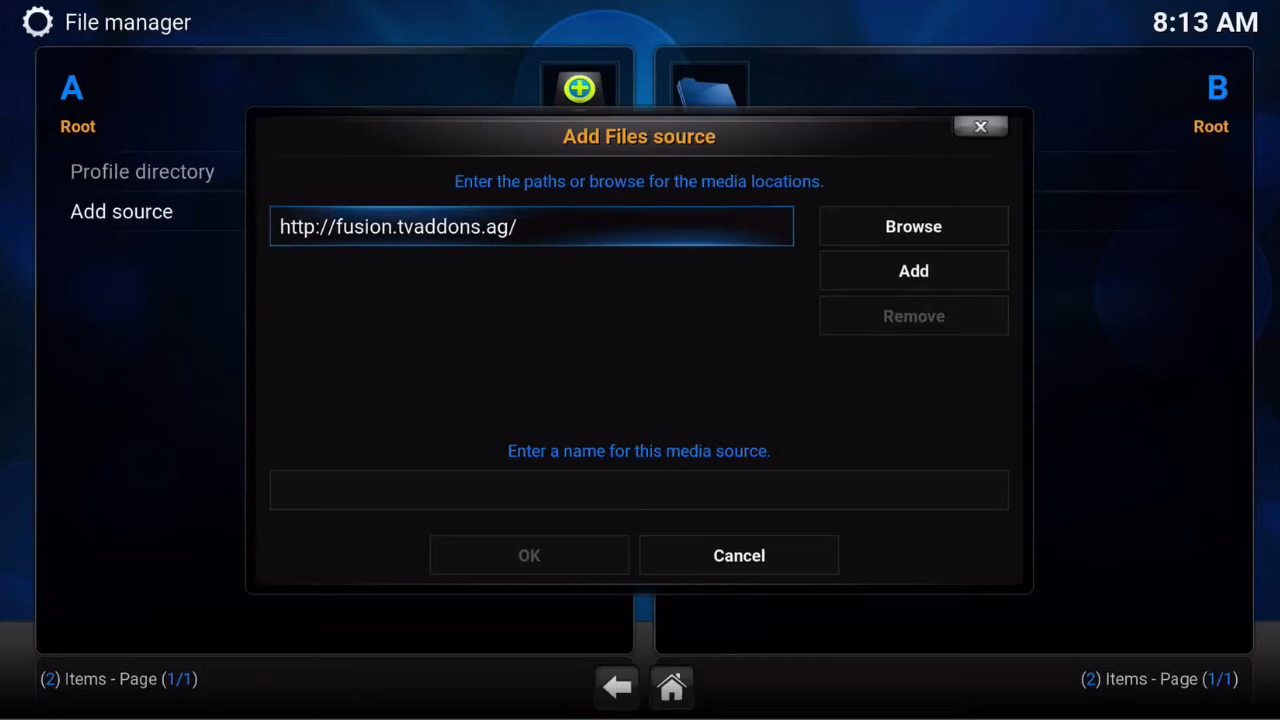 File manager
8:13 AM
A
B
Root
Root
Profile directory
Add source
Add Files source
Enter the paths or browse for the media locations.
http://fusion.tvaddons.ag/
Browse
Add
Remove
Enter a name for this media source.
OK
Cancel
(2) Items - Page (1/1)
(2) Items - Page (1/1)